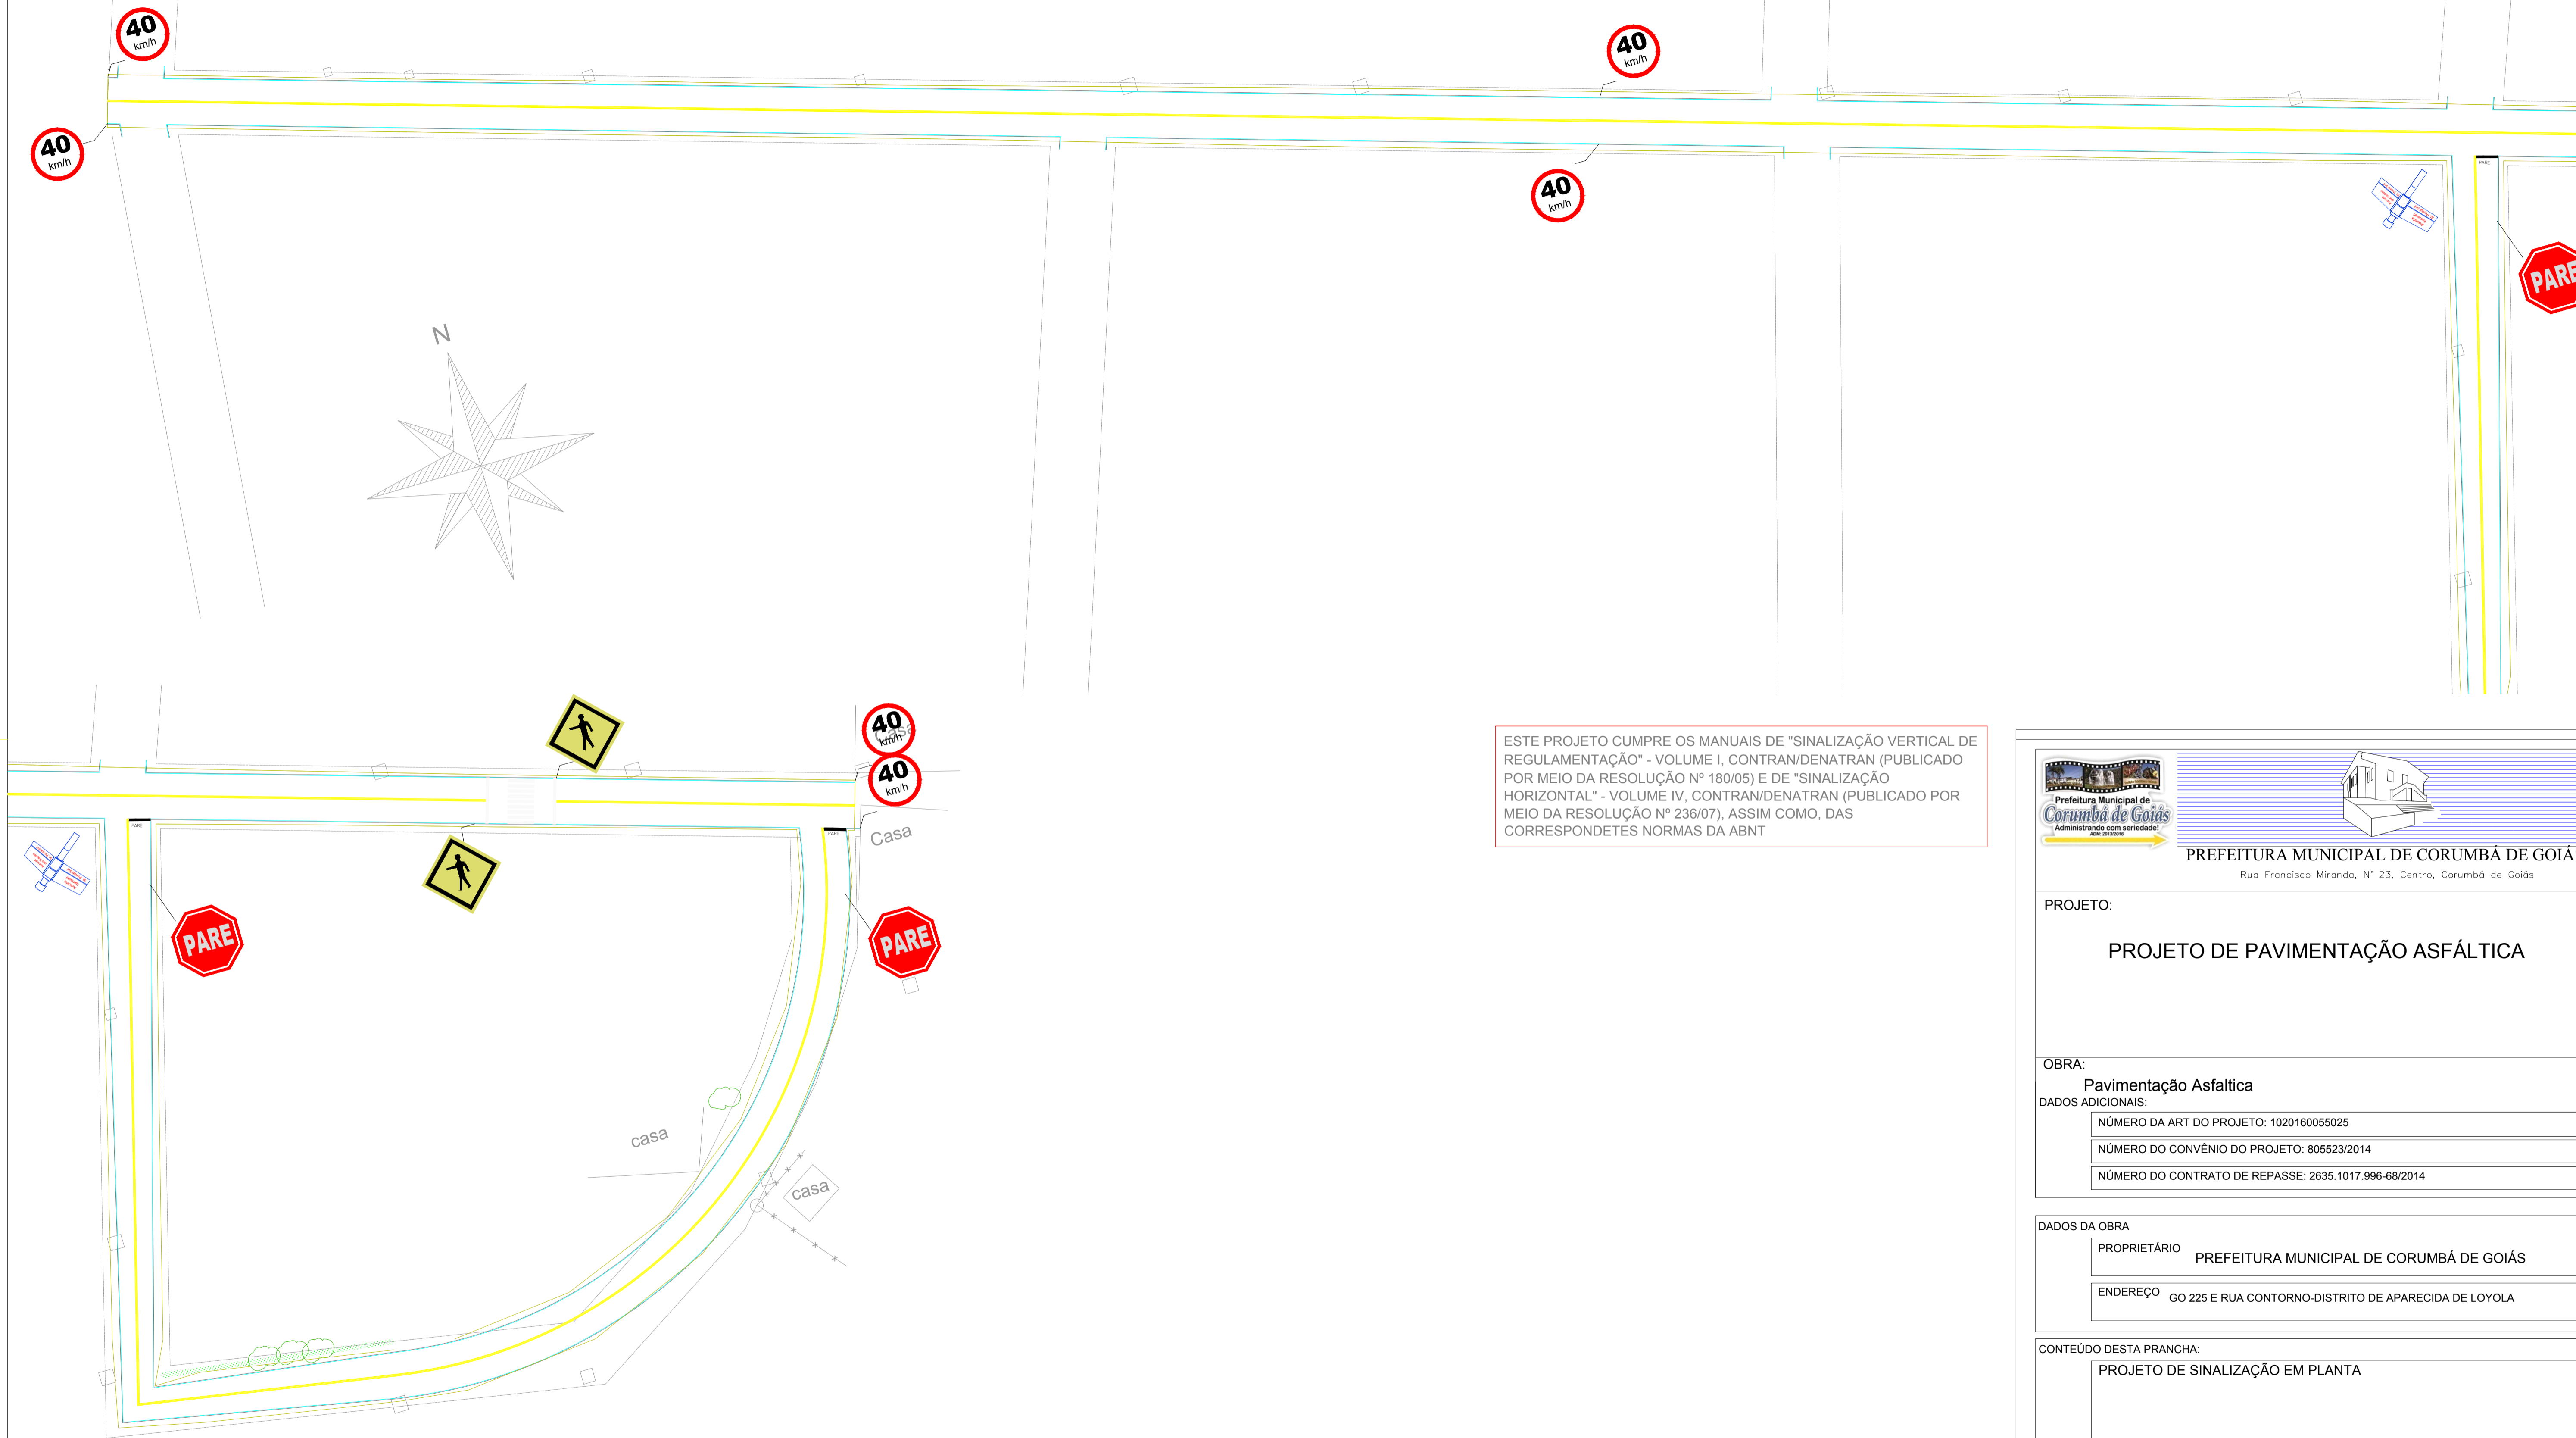 40
km/h
40
km/h
40
km/h
40
km/h
PARE
PARE
N
40
km/h
Casa
40
km/h
Casa
PARE
PARE
PARE
PARE
casa
casa
ESTE PROJETO CUMPRE OS MANUAIS DE "SINALIZAÇÃO VERTICAL DE
REGULAMENTAÇÃO" - VOLUME I, CONTRAN/DENATRAN (PUBLICADO
POR MEIO DA RESOLUÇÃO Nº 180/05) E DE "SINALIZAÇÃO
HORIZONTAL" - VOLUME IV, CONTRAN/DENATRAN (PUBLICADO POR
MEIO DA RESOLUÇÃO Nº 236/07), ASSIM COMO, DAS
CORRESPONDETES NORMAS DA ABNT
Prefeitura Municipal de
Corumbá de Goiás
Administrando com seriedade!
ADM: 2013/2016
PREFEITURA MUNICIPAL DE CORUMBÁ DE GOIÁ
Rua Francisco Miranda, N° 23, Centro, Corumbá de Goiás
PROJETO:
PROJETO DE PAVIMENTAÇÃO ASFÁLTICA
OBRA:
Pavimentação Asfaltica
DADOS ADICIONAIS:
NÚMERO DA ART DO PROJETO: 1020160055025
NÚMERO DO CONVÊNIO DO PROJETO: 805523/2014
NÚMERO DO CONTRATO DE REPASSE: 2635.1017.996-68/2014
DADOS DA OBRA
PROPRIETÁRIO PREFEITURA MUNICIPAL DE CORUMBÁ DE GOIÁS
ENDEREÇO GO 225 E RUA CONTORNO-DISTRITO DE APARECIDA DE LOYOLA
CONTEÚDO DESTA PRANCHA:
PROJETO DE SINALIZAÇÃO EM PLANTA